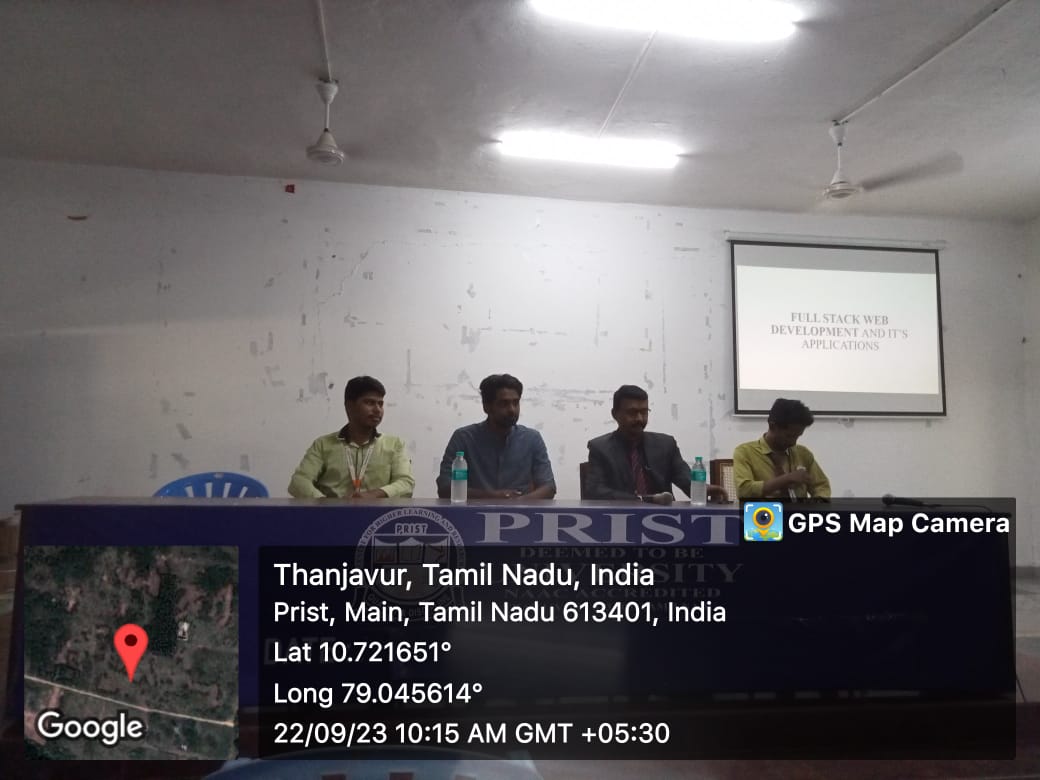 FULL STACK WEB
DEVELOPMENT AND IT'S
APPLICATIONS
PRIST
PRIST
DEEMED TO BE
NAAC ACCREDITED
GPS Map Camera
Thanjavur, Tamil Nadu, India
Prist, Main, Tamil Nadu 613401, India
Lat 10.721651°
Long 79.045614°
22/09/23 10:15 AM GMT +05:30
Google